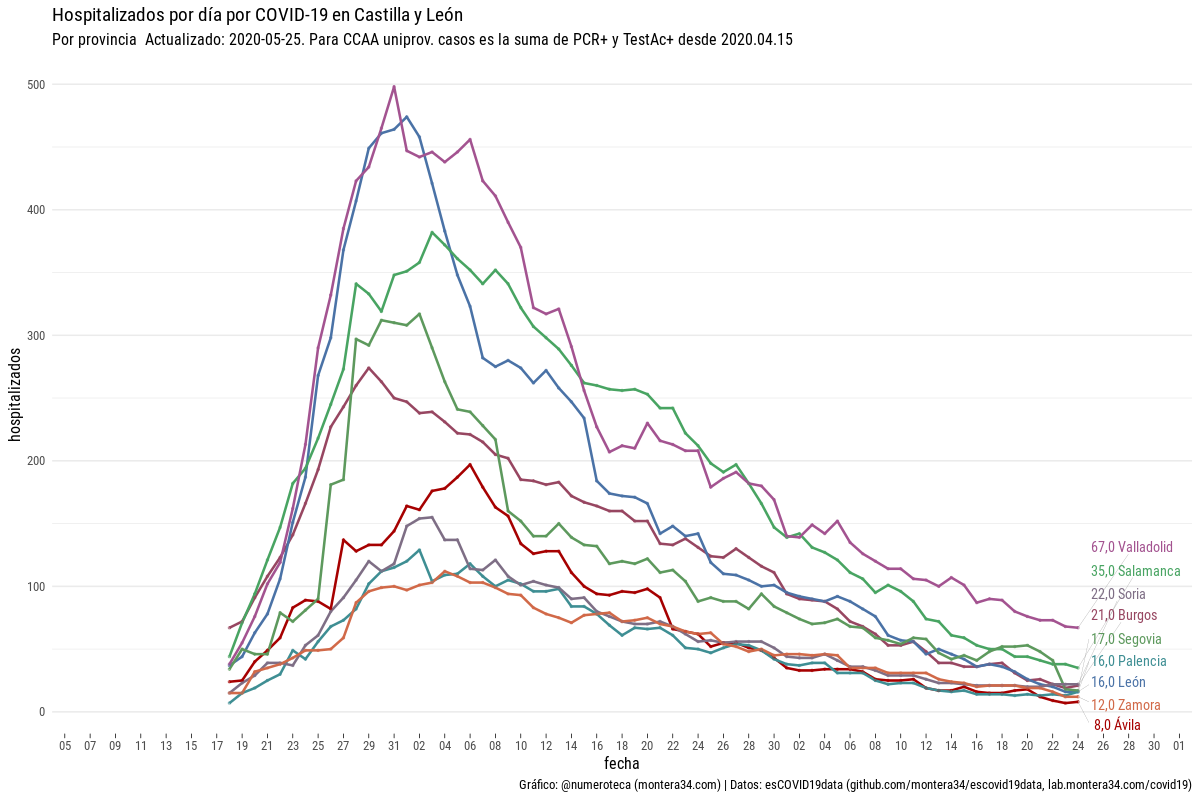 Hospitalizados por día por COVID-19 en Castilla y León
Por provincia  Actualizado: 2020-05-25. Para CCAA uniprov. casos es la suma de PCR+ y TestAc+ desde 2020.04.15
hospitalizados
500
400
300
200
100
0
67,0 Valladolid
35,0 Salamanca
22,0 Soria
21,0 Burgos
17,0 Segovia
16,0 Palencia
16,0 León
12,0 Zamora
8,0 Ávila
05 07 09 11 13 15 17 19 21 23 25 27 29 31 02 04 06 08 10 12 14 16 18 20 22 24 26 28 30 02 04 06 08 10 12 14 16 18 20 22 24 26 28 30 01
fecha
Gráfico: @numeroteca (montera34.com) | Datos: esCOVID19data (github.com/montera34/escovid19data, lab.montera34.com/covid19)